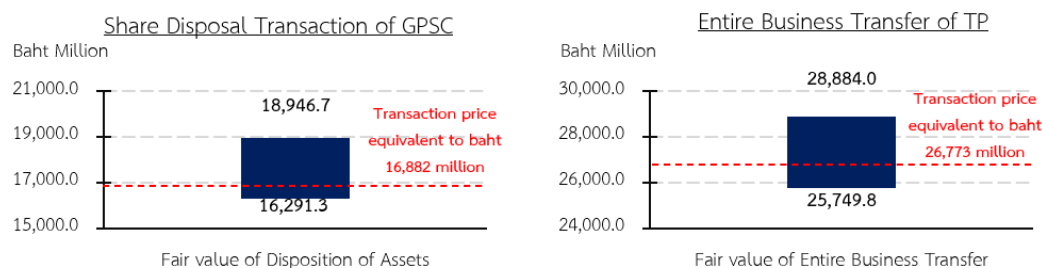 Share Disposal Transaction of GPSC
Baht Million
21,000.0
19,000.0
17,000.0
15,000.0
18,946.7
16,291.3
Transaction price
equivalent to baht
16,882 million
Fair value of Disposition of Assets
Entire Business Transfer of TP
Baht Million
30,000.0
28,000.0
26,000.0
24,000.0
28,884.0
25,749.8
Transaction price
equivalent to baht
26,773 million
Fair value of Entire Business Transfer